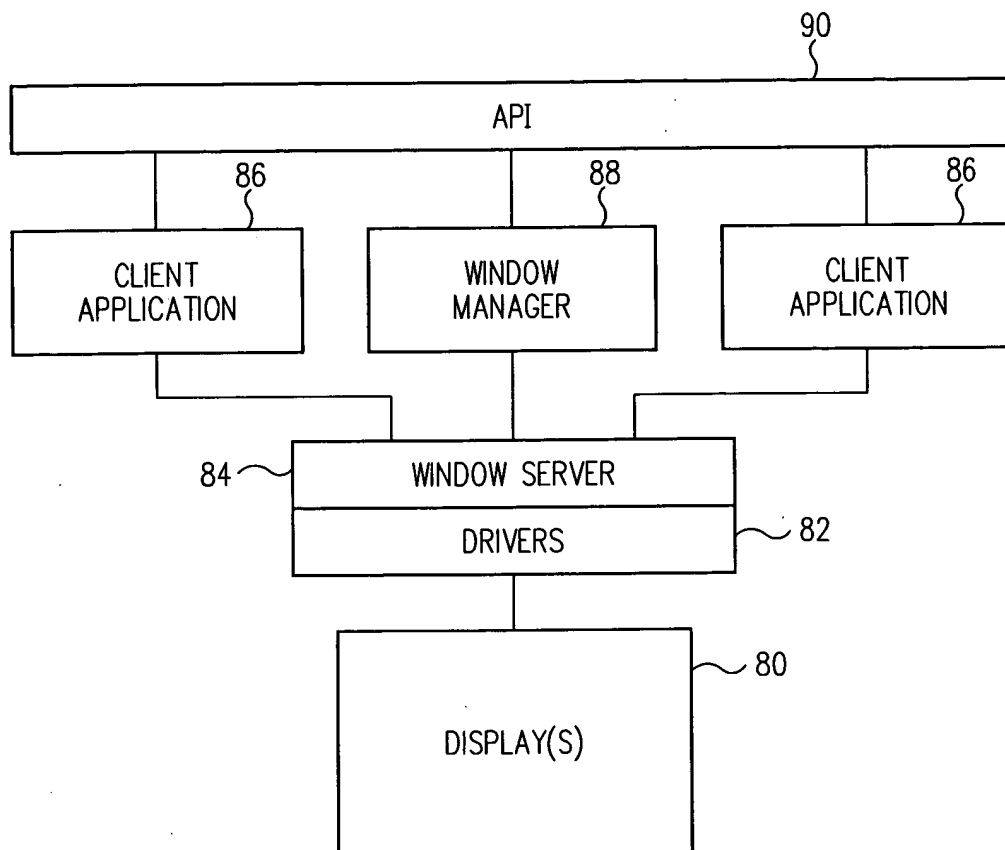 90
API
86
88
86
CLIENT
APPLICATION
WINDOW
MANAGER
CLIENT
APPLICATION
84
WINDOW SERVER
DRIVERS
82
80
DISPLAY(S)